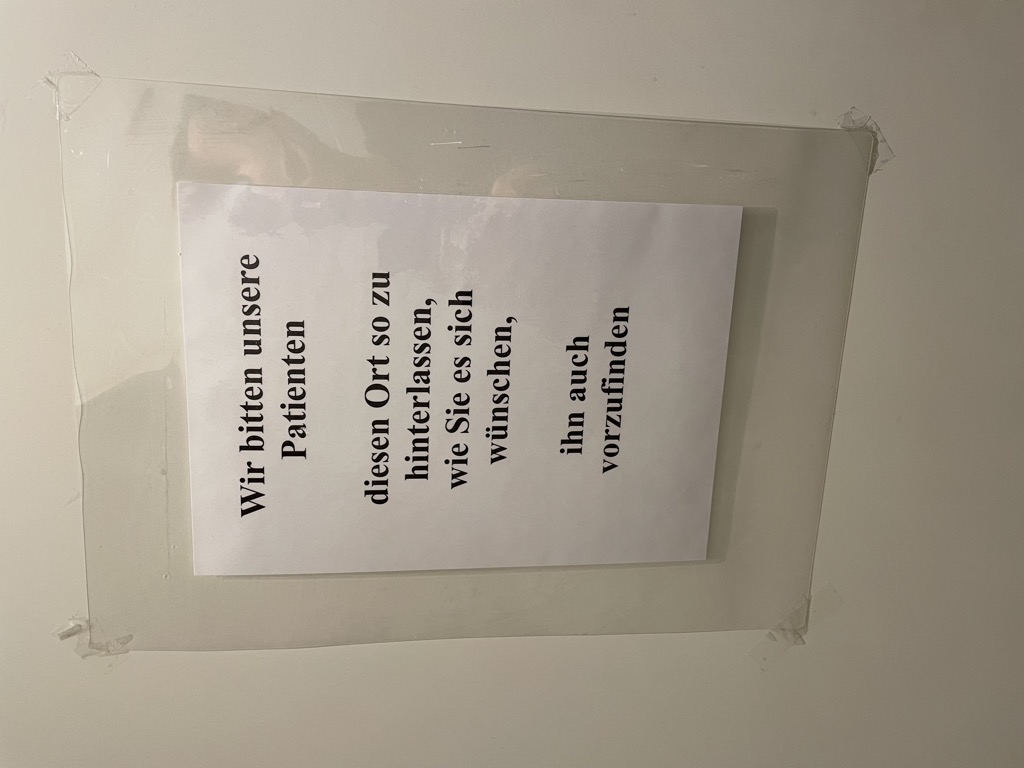 Wir bitten unsere
Patienten
diesen Ort so zu
hinterlassen,
wie Sie es sich
wünschen,
ihn auch
vorzufinden